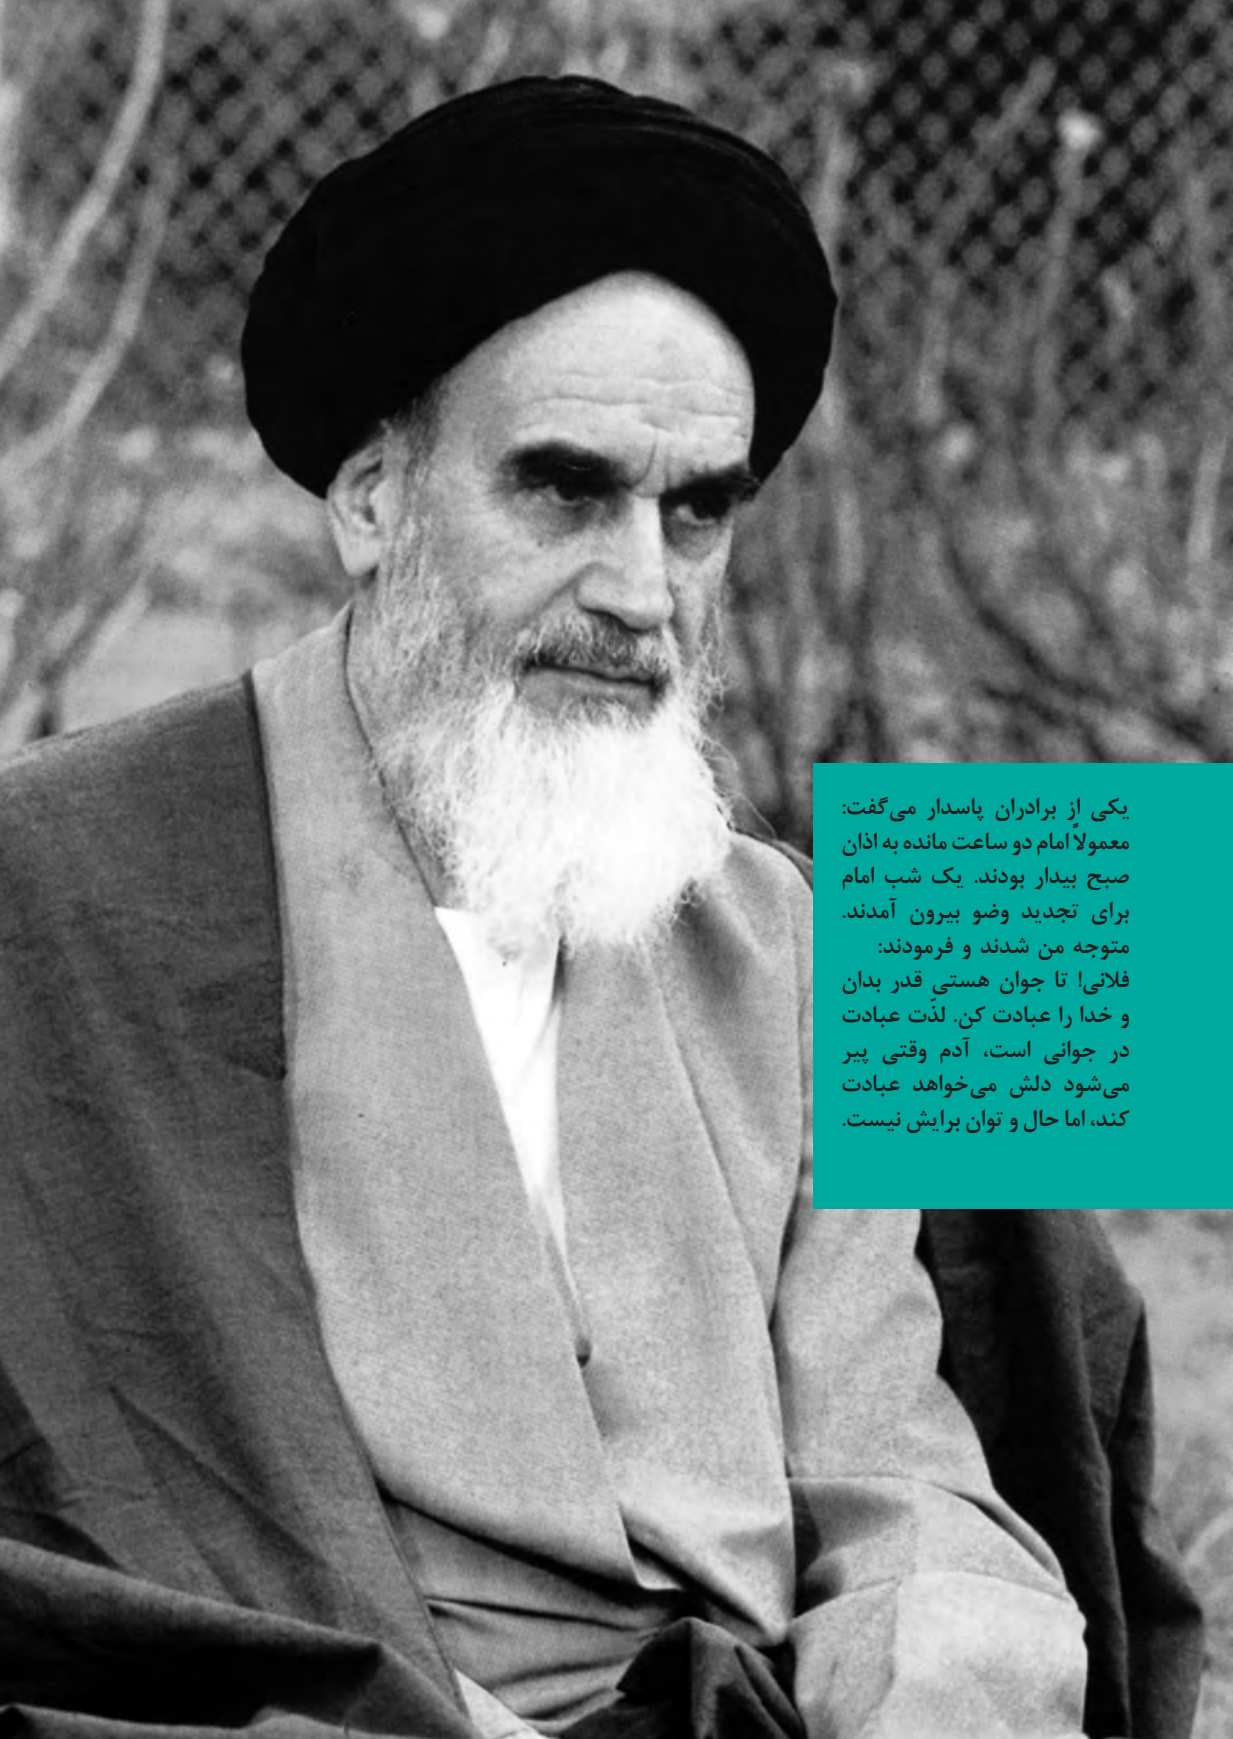 یکی از برادران پاسدار می‌گفت:
معمولاً امام دو ساعت مانده به اذان
صبح بیدار بودند. یک شب امام
برای تجدید وضو بیرون آمدند.
متوجه من شدند و فرمودند:
فلانی! تا جوان هستی قدر بدان
و خدا را عبادت کن. لذّت عبادت
در جوانی است، آدم وقتی پیر
می‌شود دلش می‌خواهد عبادت
کند، اما حال و توان برایش نیست.